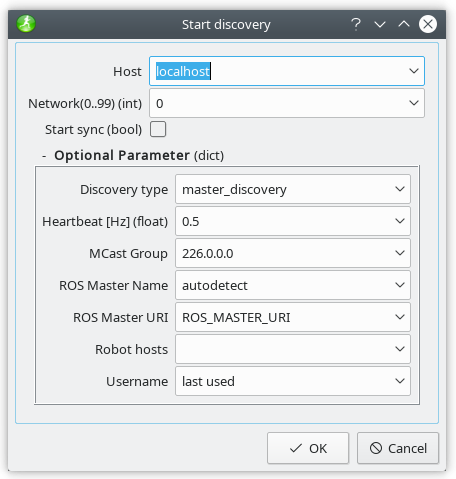 Start discovery
Host localhost
Network(0..99) (int) 0
Start sync (bool)
- Optional Parameter (dict)
Discovery type master_discovery
Heartbeat [Hz] (float) 0.5
MCast Group 226.0.0.0
ROS Master Name autodetect
ROS Master URI ROS_MASTER_URI
Robot hosts
Username last used
OK Cancel